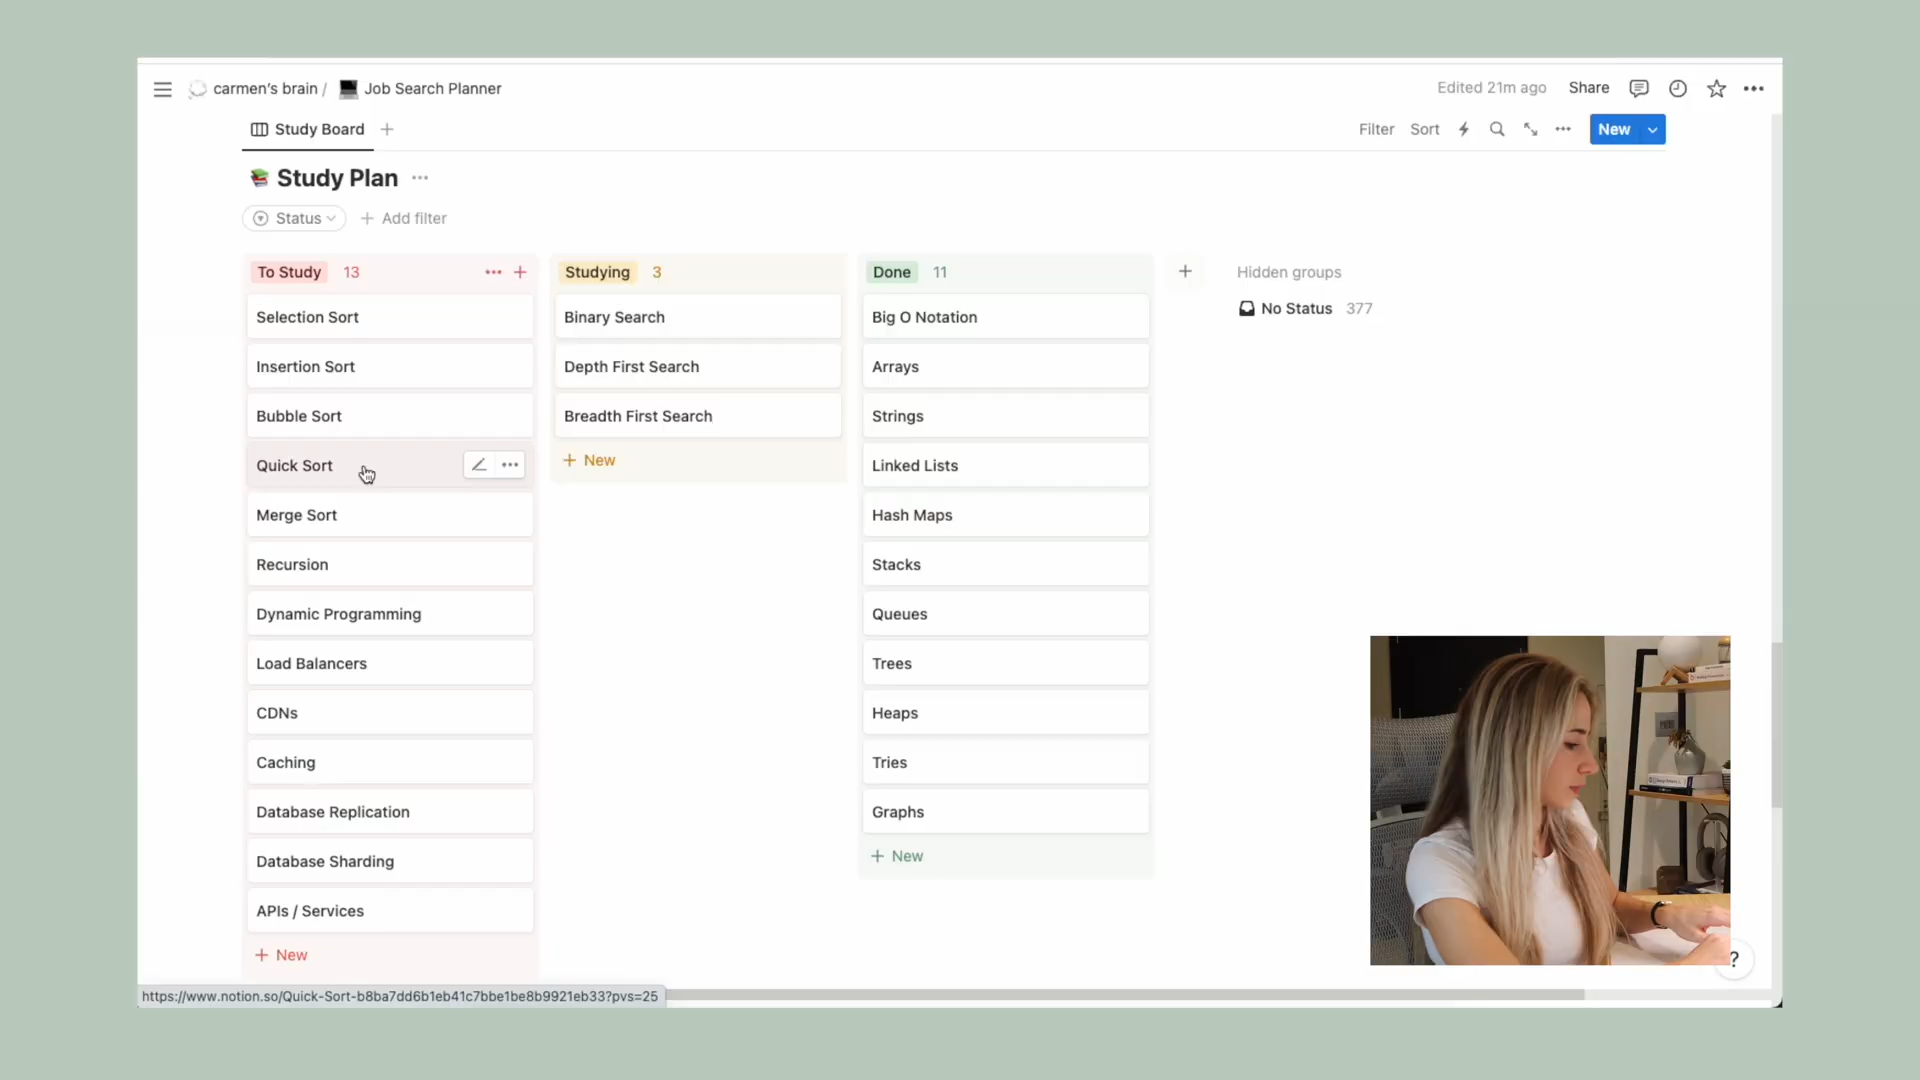 carmen's brain / Job Search Planner
Edited 21m ago
Share
Study Board
Filter
Sort
New
Study Plan
Status
Add filter
To Study 13
Selection Sort
Insertion Sort
Bubble Sort
Quick Sort
Merge Sort
Recursion
Dynamic Programming
Load Balancers
CDNs
Caching
Database Replication
Database Sharding
APIs / Services
+ New
Studying 3
Binary Search
Depth First Search
Breadth First Search
+ New
Done 11
Big O Notation
Arrays
Strings
Linked Lists
Hash Maps
Stacks
Queues
Trees
Heaps
Tries
Graphs
+ New
Hidden groups
No Status 377
?
https://www.notion.so/Quick-Sort-b8ba7dd6b1eb41c7bbe1be8b9921eb33?pvs=25